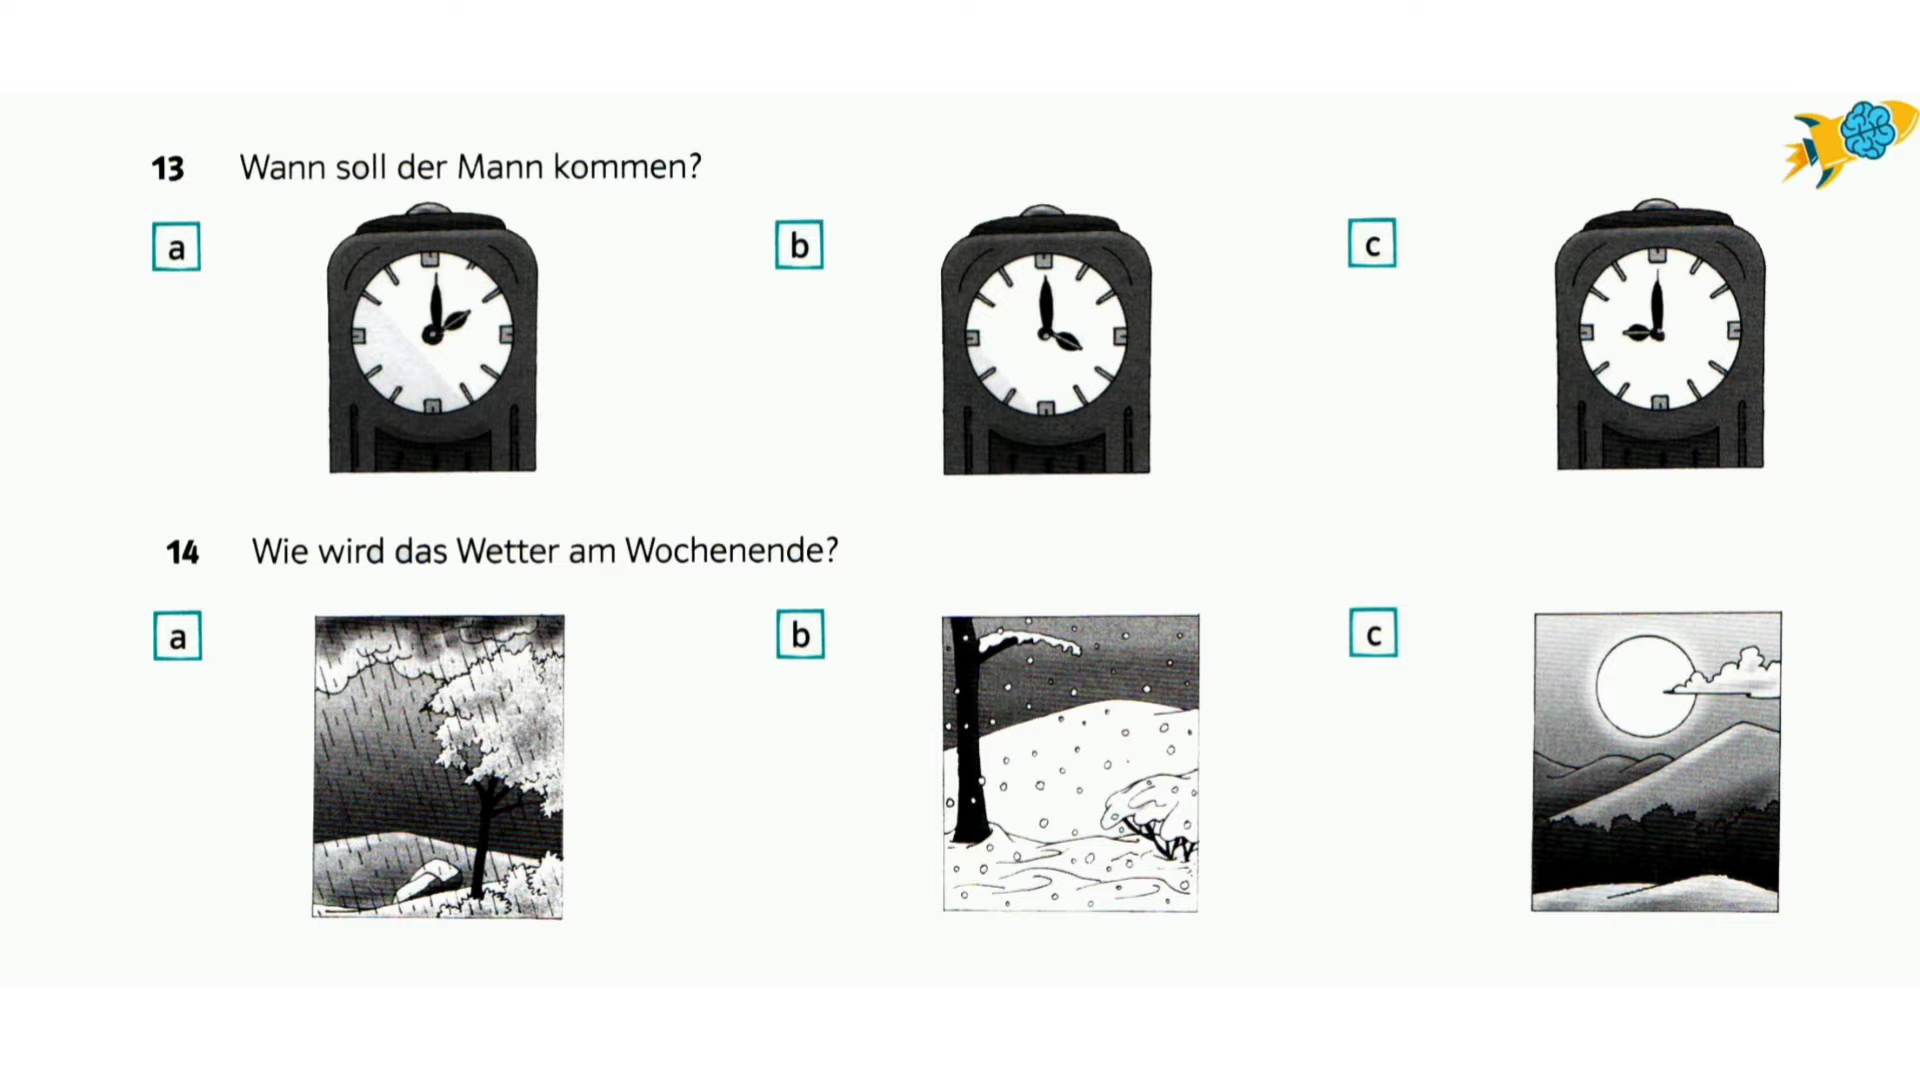 13 Wann soll der Mann kommen?
a b c
14 Wie wird das Wetter am Wochenende?
a b c